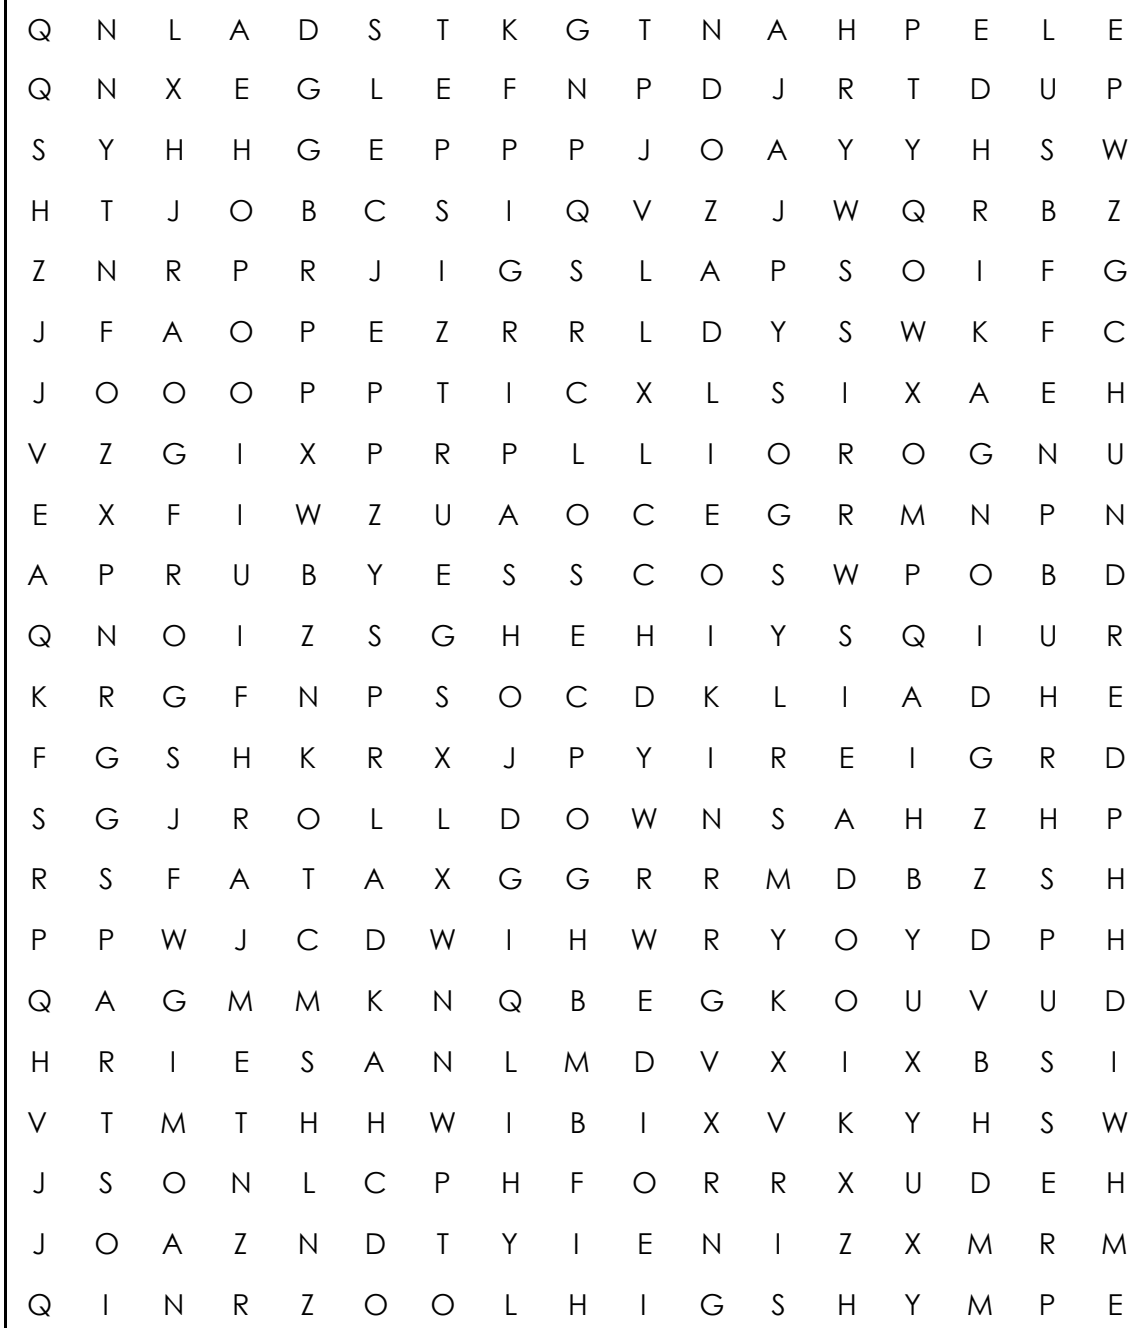 Q N L A D S T K G T N A H P E L E
Q N X E G L E F N P D J R T D U P
S Y H H G E P P P J O A Y Y H S W
H T J O B C S I Q V Z J W Q R B Z
Z N R P R J I G S L A P S O I F G
J F A O P E Z R R L D Y S W K F C
J O O O P P T I C X L S I X A E H
V Z G I X P R P L L I O R O G N U
E X F I W Z U A O C E G R M N P N
A P R U B Y E S S C O S W P O B D
Q N O I Z S G H E H I Y S Q I U R
K R G F N P S O C D K L I A D H E
F G S H K R X J P Y I R E I G R D
S G J R O L L D O W N S A H Z H P
R S F A T A X G G R R M D B Z S H
P P W J C D W I H W R Y O Y D P H
Q A G M M K N Q B E G K O U V U D
H R I E S A N L M D V X I X B S I
V T M T H H W I B I X V K Y H S W
J S O N L C P H F O R R X U D E H
J O A Z N D T Y I E N I Z X M R M
Q I N R Z O O L H I G S H Y M P E